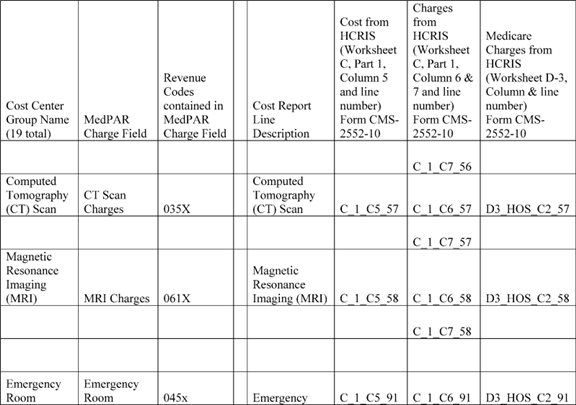 Cost Center
Group Name
(19 total)
MedPAR
Charge Field
Revenue
Codes
contained in
MedPAR
Charge Field
Cost Report
Line
Description
Cost from
HCRIS
(Worksheet
C, Part 1,
Column 5
and line
number)
Form CMS-
2552-10
Charges
from
HCRIS
(Worksheet
C, Part 1,
Column 6 &
7 and line
number)
Form CMS-
2552-10
Medicare
Charges from
HCRIS
(Worksheet D-3,
Column & line
number)
Form CMS-
2552-10
C_1_C7_56
Computed
Tomography
(CT) Scan
CT Scan
Charges
035X
Computed
Tomography
(CT) Scan
C_1_C5_57
C_1_C6_57
D3_HOS_C2_57
C_1_C7_57
Magnetic
Resonance
Imaging
(MRI)
MRI Charges
061X
Magnetic
Resonance
Imaging (MRI)
C_1_C5_58
C_1_C6_58
D3_HOS_C2_58
C_1_C7_58
Emergency
Room
Emergency
Room
045x
Emergency
C_1_C5_91
C_1_C6_91
D3_HOS_C2_91